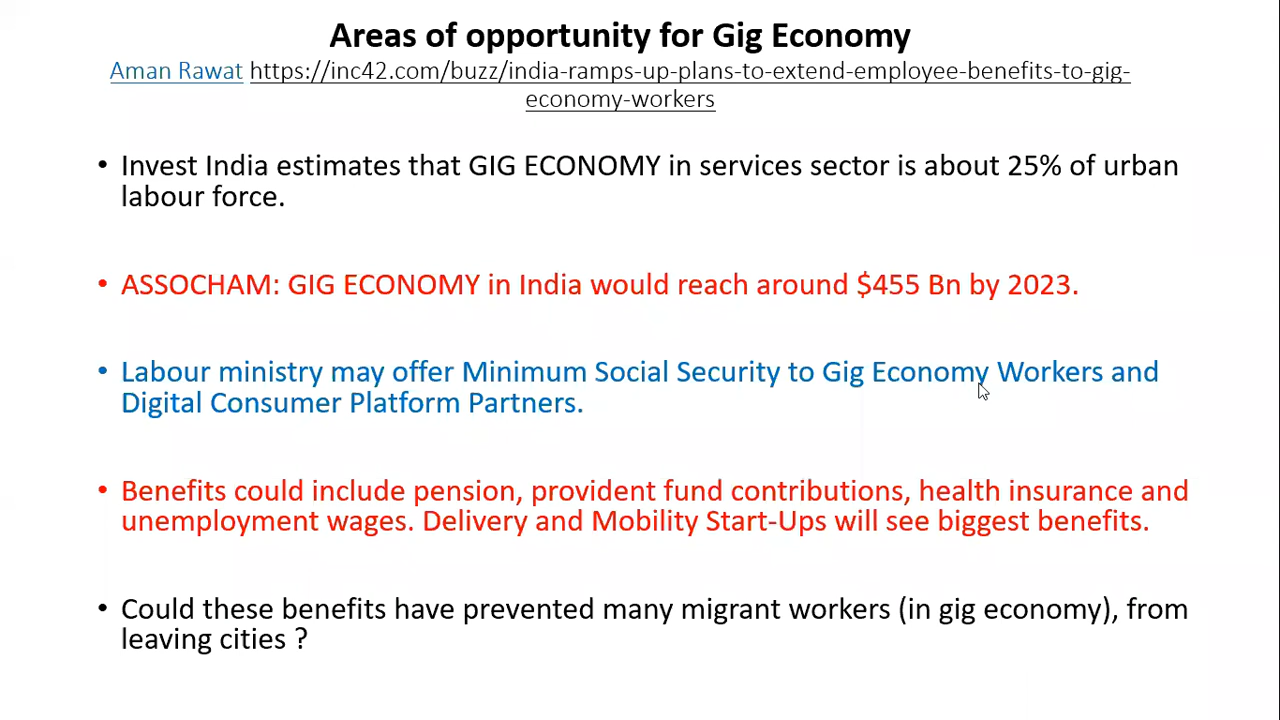 Areas of opportunity for Gig Economy
Aman Rawat https://inc42.com/buzz/india-ramps-up-plans-to-extend-employee-benefits-to-gig-
economy-workers
• Invest India estimates that GIG ECONOMY in services sector is about 25% of urban
labour force.
• ASSOCHAM: GIG ECONOMY in India would reach around $455 Bn by 2023.
• Labour ministry may offer Minimum Social Security to Gig Economy Workers and
Digital Consumer Platform Partners.
• Benefits could include pension, provident fund contributions, health insurance and
unemployment wages. Delivery and Mobility Start-Ups will see biggest benefits.
• Could these benefits have prevented many migrant workers (in gig economy), from
leaving cities ?